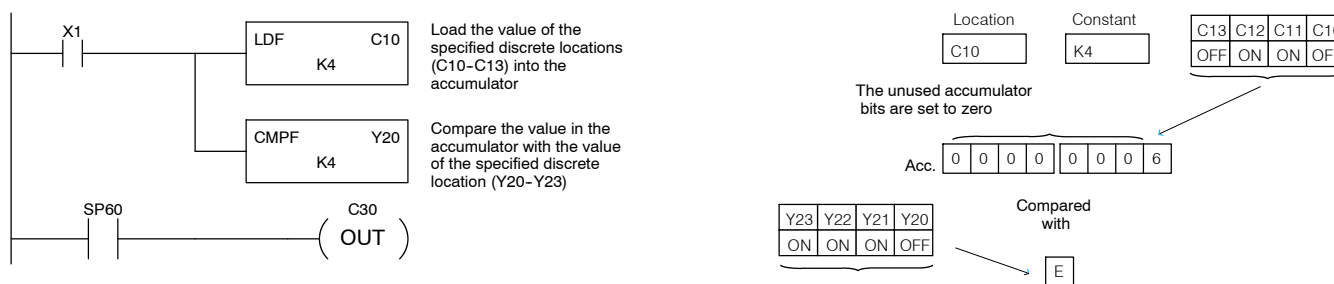 X1
LDF C10
K4
Load the value of the
specified discrete locations
(C10-C13) into the
accumulator
CMPF Y20
K4
Compare the value in the
accumulator with the value
of the specified discrete
location (Y20-Y23)
SP60
C30
OUT
Location Constant
C10 K4
C13 C12 C11
OFF ON ON
The unused accumulator
bits are set to zero
Acc. 0 0 0 0 0 0 0 6
Compared
with
Y23 Y22 Y21 Y20
ON ON ON OFF
E